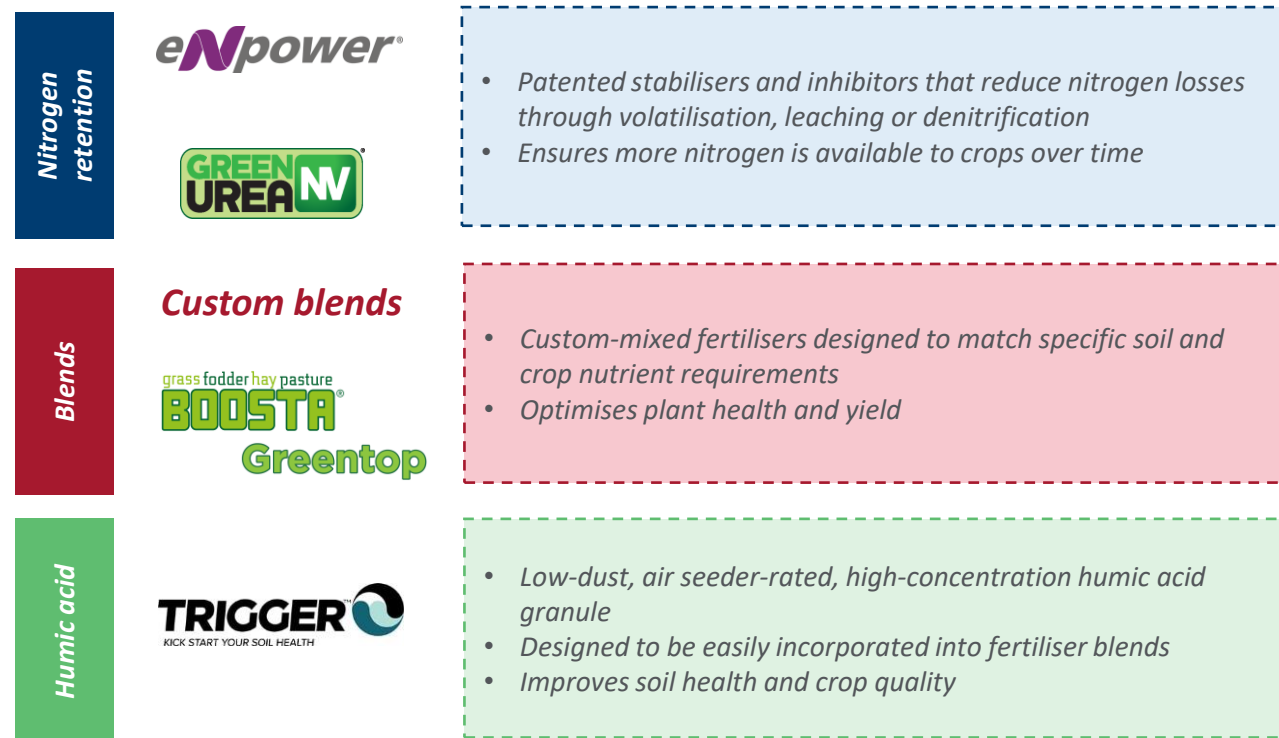 Nitrogen
retention
eNpower®
GREEN
UREA NV®
• Patented stabilisers and inhibitors that reduce nitrogen losses
through volatilisation, leaching or denitrification
• Ensures more nitrogen is available to crops over time
Blends
Custom blends
grass fodder hay pasture
BOOSTA®
Greentop
• Custom-mixed fertilisers designed to match specific soil and
crop nutrient requirements
• Optimises plant health and yield
Humic acid
TRIGGER™
KICK START YOUR SOIL HEALTH
• Low-dust, air seeder-rated, high-concentration humic acid
granule
• Designed to be easily incorporated into fertiliser blends
• Improves soil health and crop quality